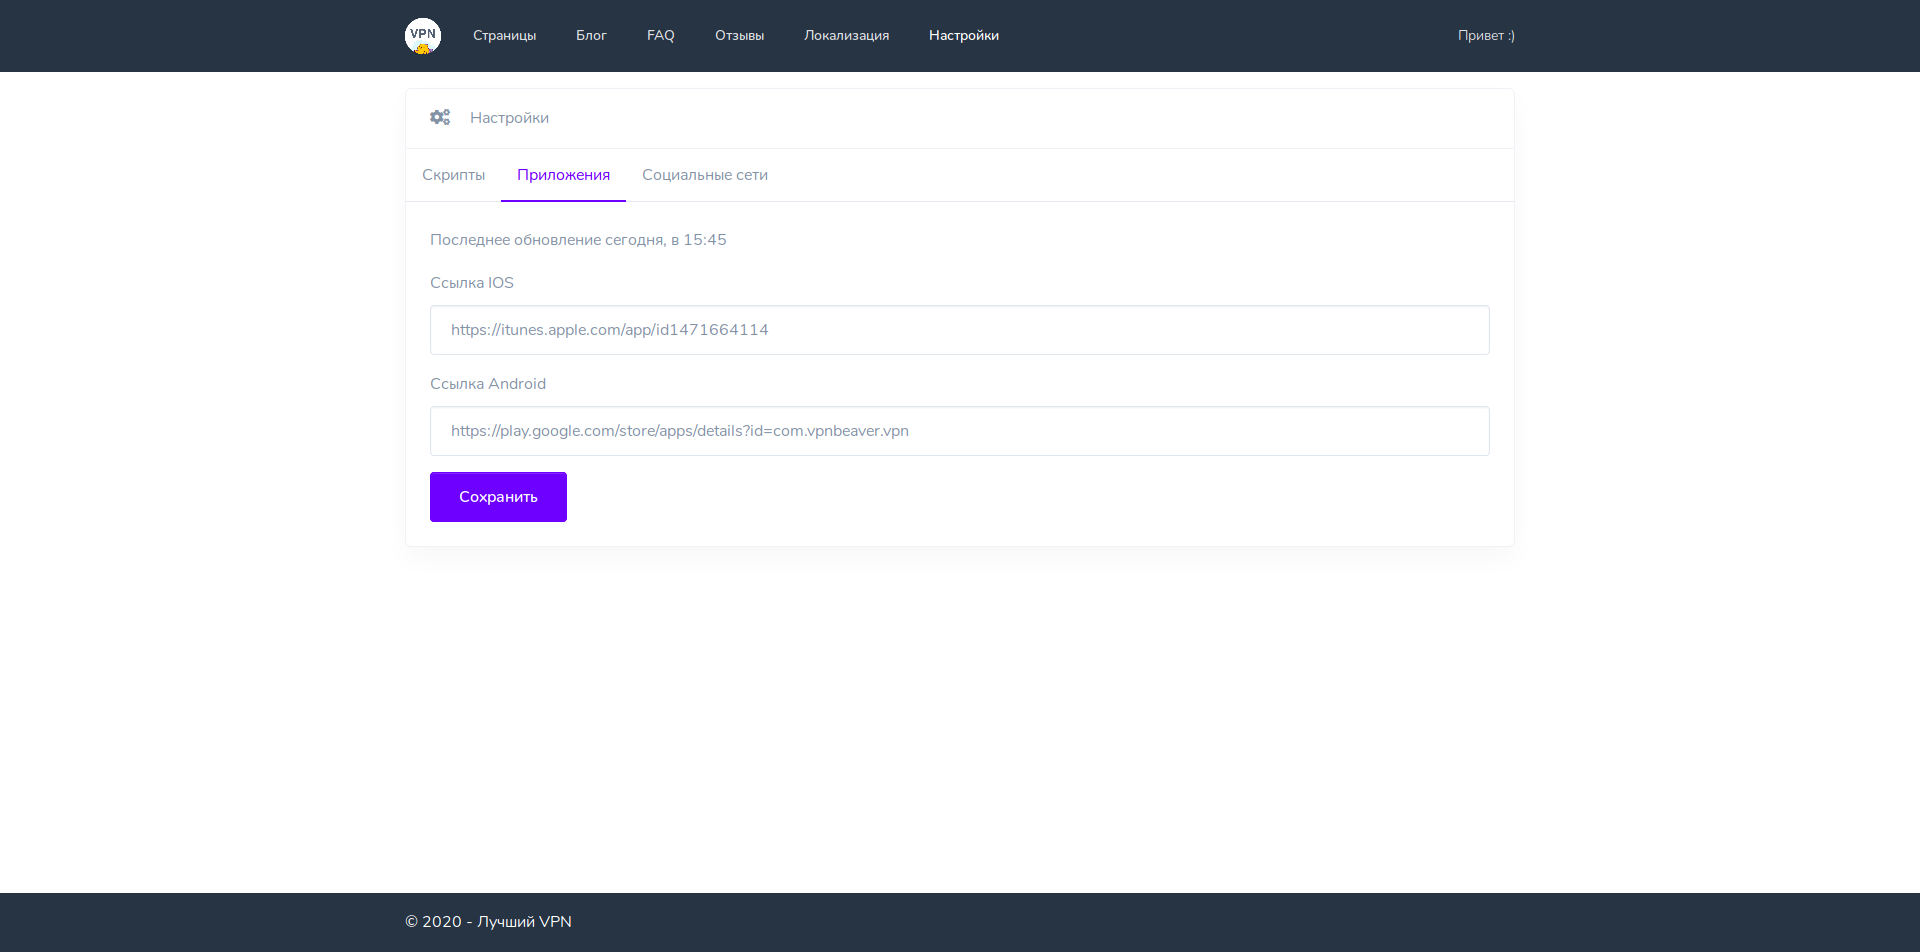 VPN
Страницы Блог FAQ Отзывы Локализация Настройки Привет :)
Настройки
Скрипты Приложения Социальные сети
Последнее обновление сегодня, в 15:45
Ссылка IOS
https://itunes.apple.com/app/id1471664114
Ссылка Android
https://play.google.com/store/apps/details?id=com.vpnbeaver.vpn
Сохранить
© 2020 - Лучший VPN